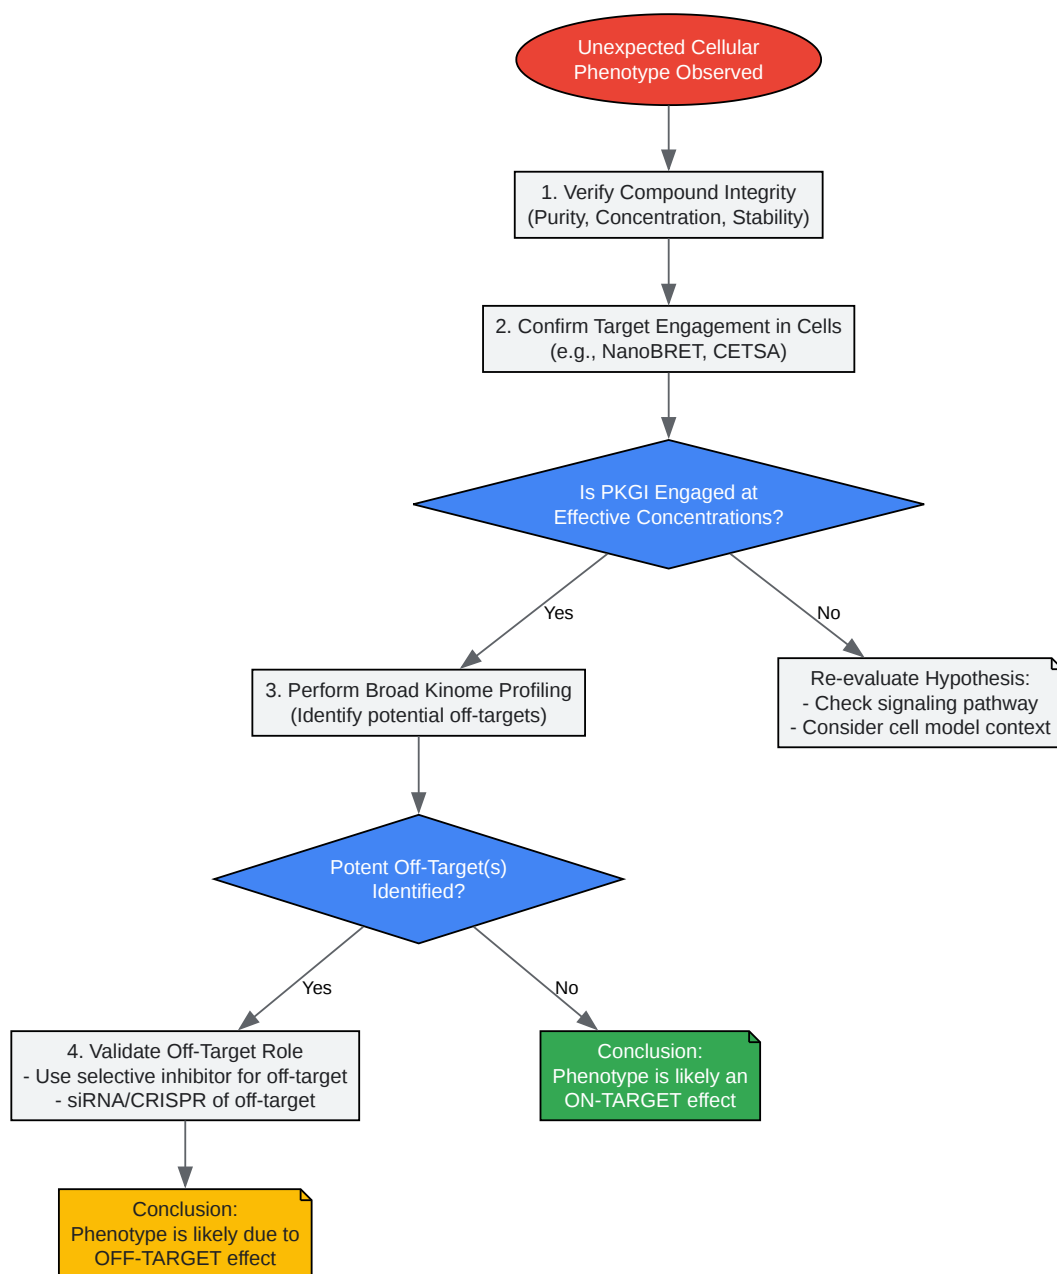 Unexpected Cellular
Phenotype Observed
1. Verify Compound Integrity
(Purity, Concentration, Stability)
2. Confirm Target Engagement in Cells
(e.g., NanoBRET, CETSA)
Is PKGI Engaged at
Effective Concentrations?
Yes
No
3. Perform Broad Kinome Profiling
(Identify potential off-targets)
Re-evaluate Hypothesis:
- Check signaling pathway
- Consider cell model context
Potent Off-Target(s)
Identified?
Yes
No
4. Validate Off-Target Role
- Use selective inhibitor for off-target
- siRNA/CRISPR of off-target
Conclusion:
Phenotype is likely an
ON-TARGET effect
Conclusion:
Phenotype is likely due to
OFF-TARGET effect